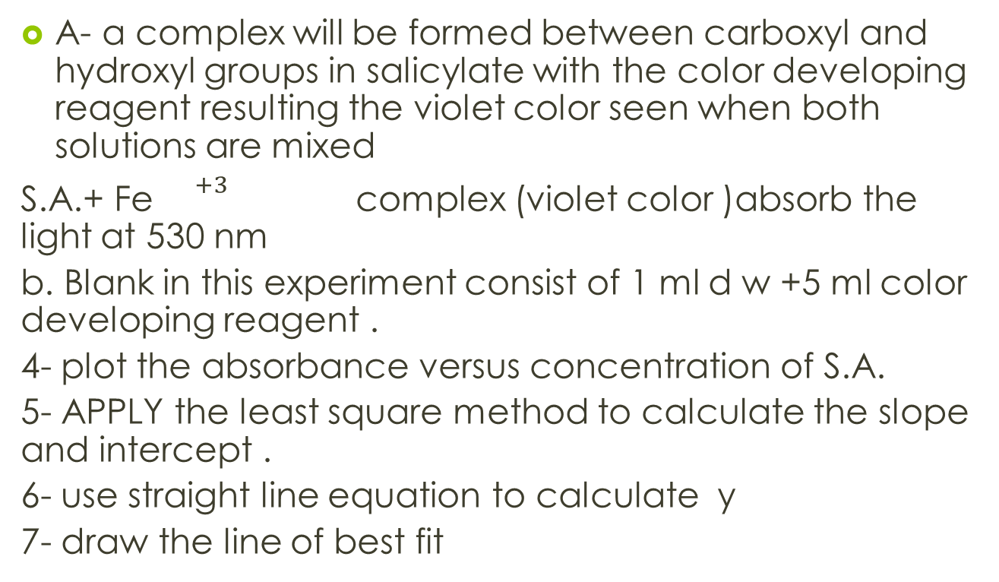 A- a complex will be formed between carboxyl and
hydroxyl groups in salicylate with the color developing
reagent resulting the violet color seen when both
solutions are mixed
S.A.+ Fe +3 complex (violet color )absorb the
light at 530 nm
b. Blank in this experiment consist of 1 ml d w +5 ml color
developing reagent .
4- plot the absorbance versus concentration of S.A.
5- APPLY the least square method to calculate the slope
and intercept .
6- use straight line equation to calculate y
7- draw the line of best fit